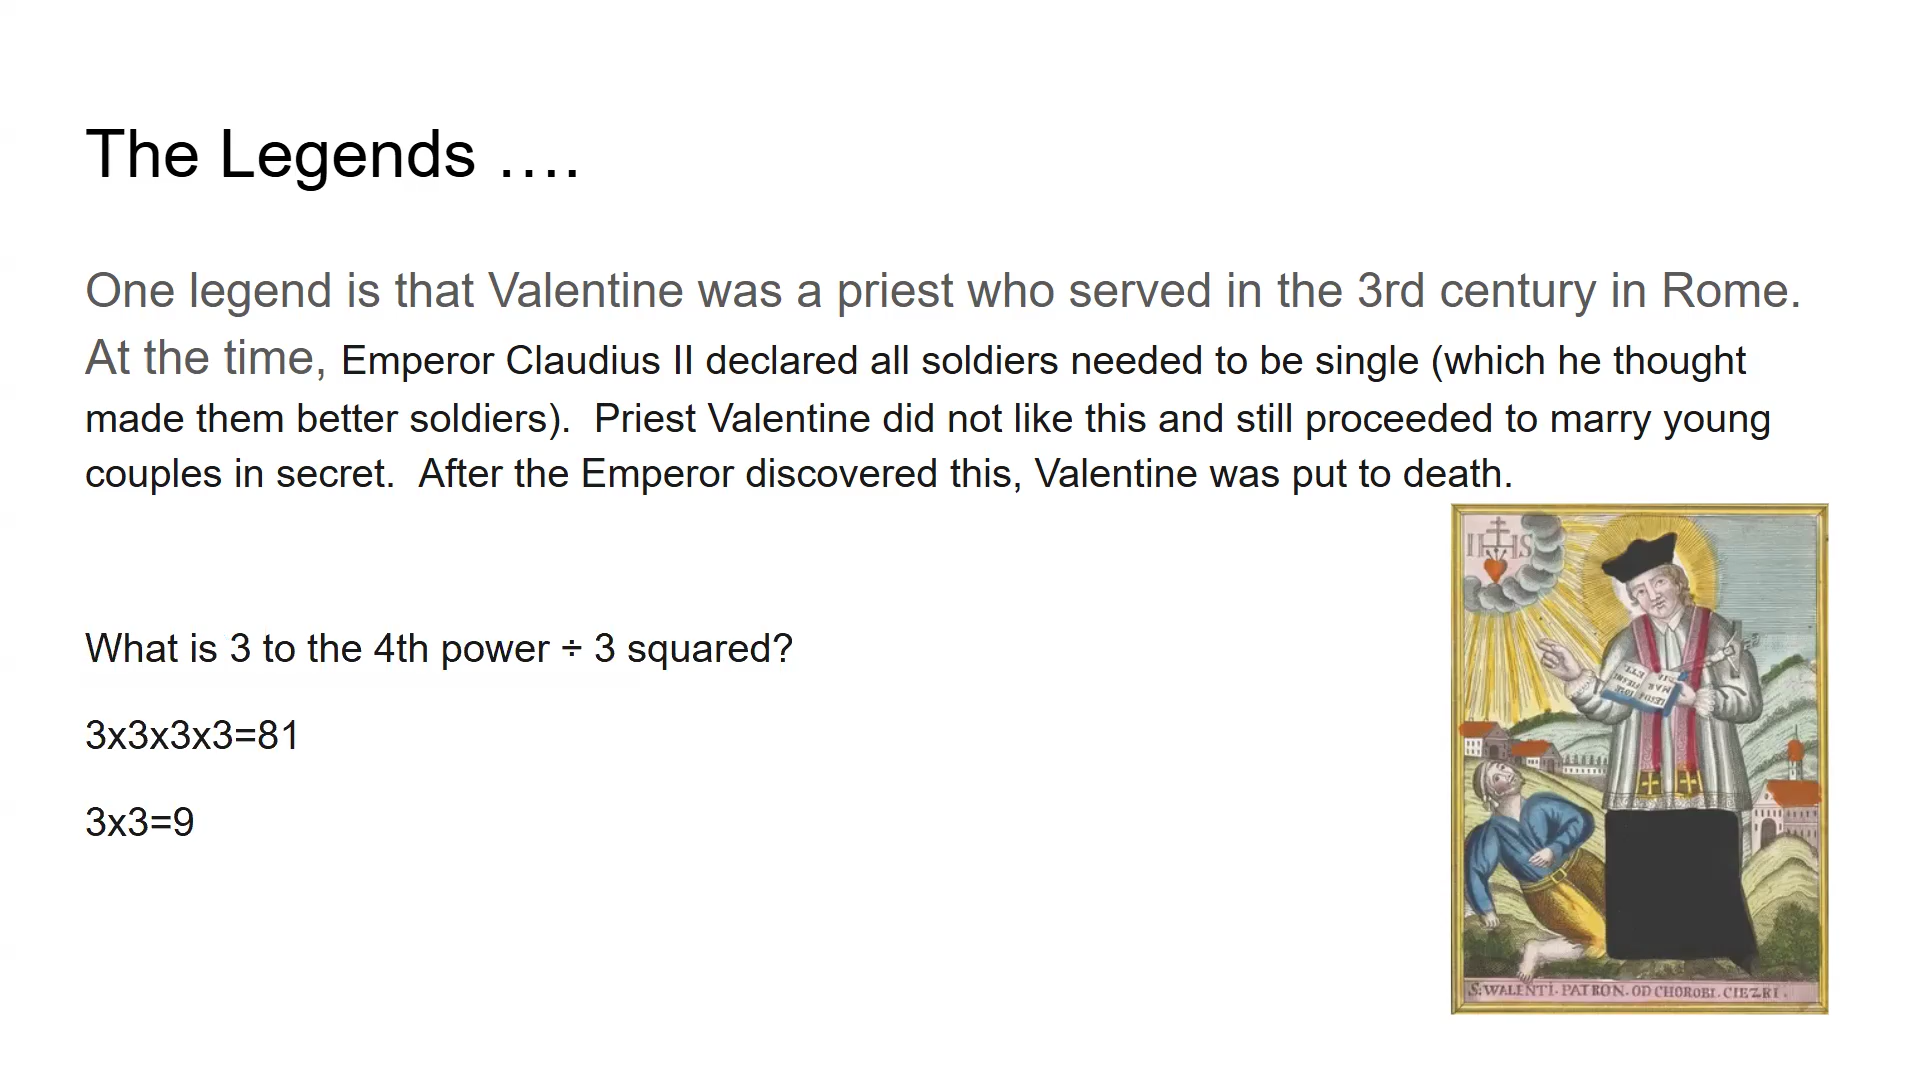 The Legends ….
One legend is that Valentine was a priest who served in the 3rd century in Rome.
At the time, Emperor Claudius II declared all soldiers needed to be single (which he thought
made them better soldiers).  Priest Valentine did not like this and still proceeded to marry young
couples in secret.  After the Emperor discovered this, Valentine was put to death.
What is 3 to the 4th power ÷ 3 squared?
3x3x3x3=81
3x3=9
IHS
S: WALENTI. PATRON. OD CHOROBI. CIEZKI.